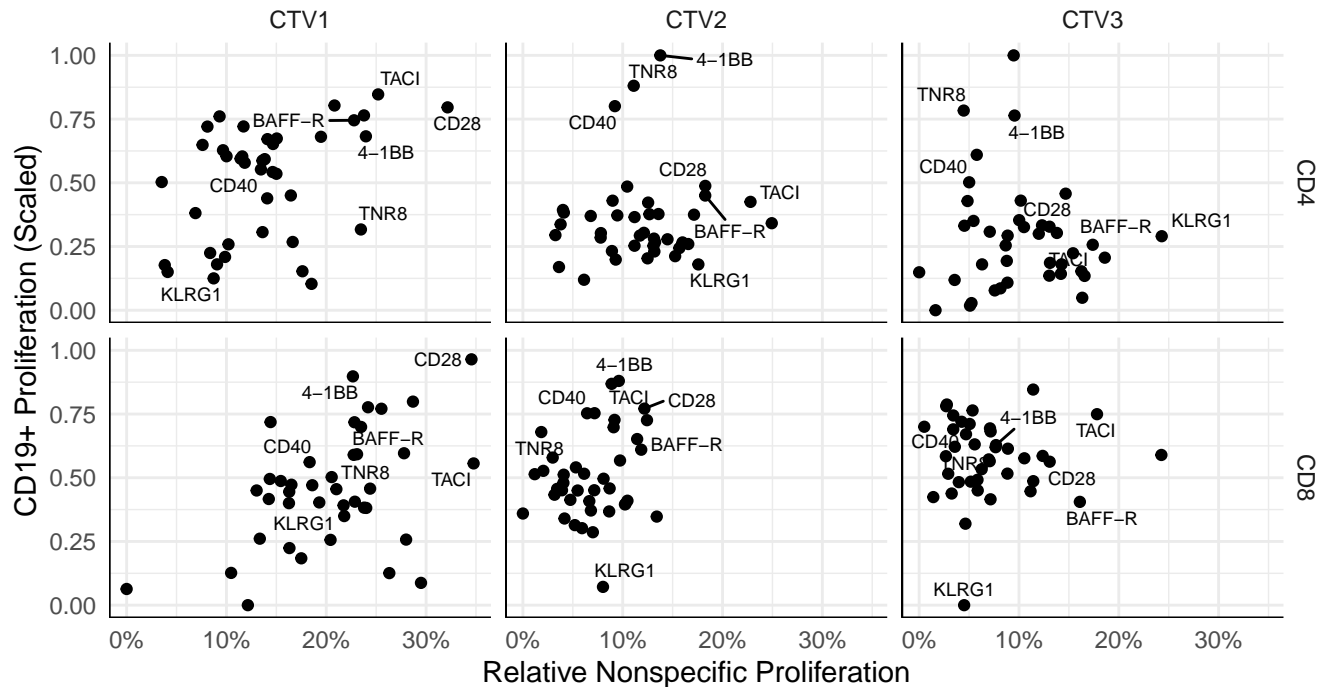 CTV1
CTV2
CTV3
CD19+ Proliferation (Scaled)
1.00
0.75
0.50
0.25
0.00
TACI
BAFF−R
CD28
4−1BB
CD40
TNR8
KLRG1
4−1BB
TNR8
CD40
CD28
TACI
BAFF−R
KLRG1
TNR8
4−1BB
CD40
CD28
BAFF−R
KLRG1
TACI
CD4
1.00
0.75
0.50
0.25
0.00
CD28
4−1BB
BAFF−R
CD40
TNR8
TACI
KLRG1
4−1BB
CD40
TACI
CD28
TNR8
BAFF−R
KLRG1
4−1BB
TACI
CD40
TNR8
CD28
BAFF−R
KLRG1
CD8
0% 10% 20% 30%
0% 10% 20% 30%
0% 10% 20% 30%
Relative Nonspecific Proliferation